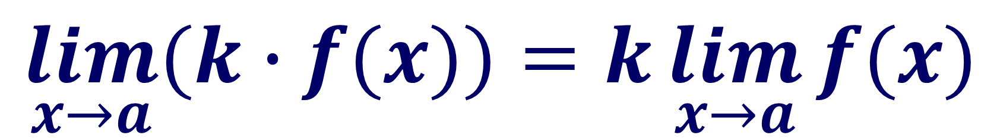 lim(k · f(x)) = k lim f(x)
x→a x→a